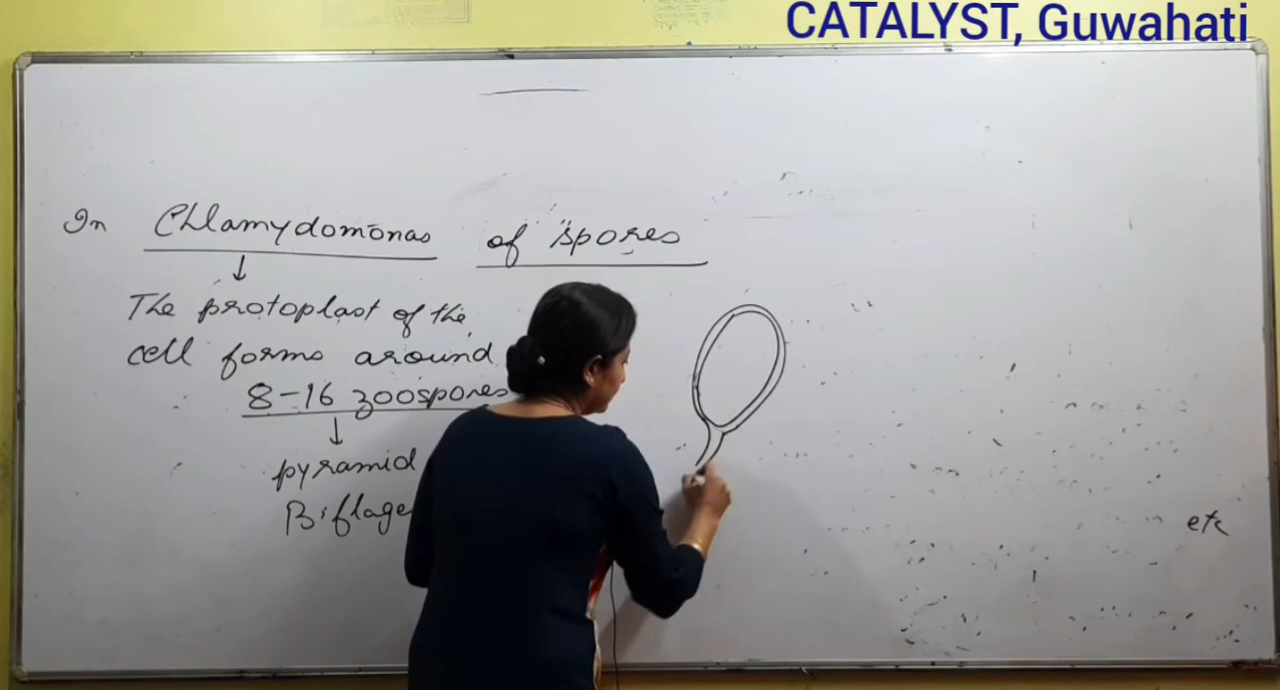 CATALYST, Guwahati
In Chlamydomonas of spores
↓
The protoplast of the
cell forms around
8-16 zoospores
↓
pyramid
Biflage
etc